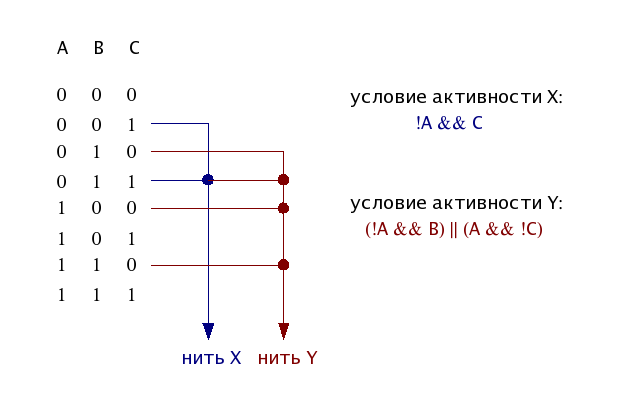 A B C
0 0 0
0 0 1
0 1 0
0 1 1
1 0 0
1 0 1
1 1 0
1 1 1
условие активности X:
!A && C
условие активности Y:
(!A && B) || (A && !C)
нить X нить Y